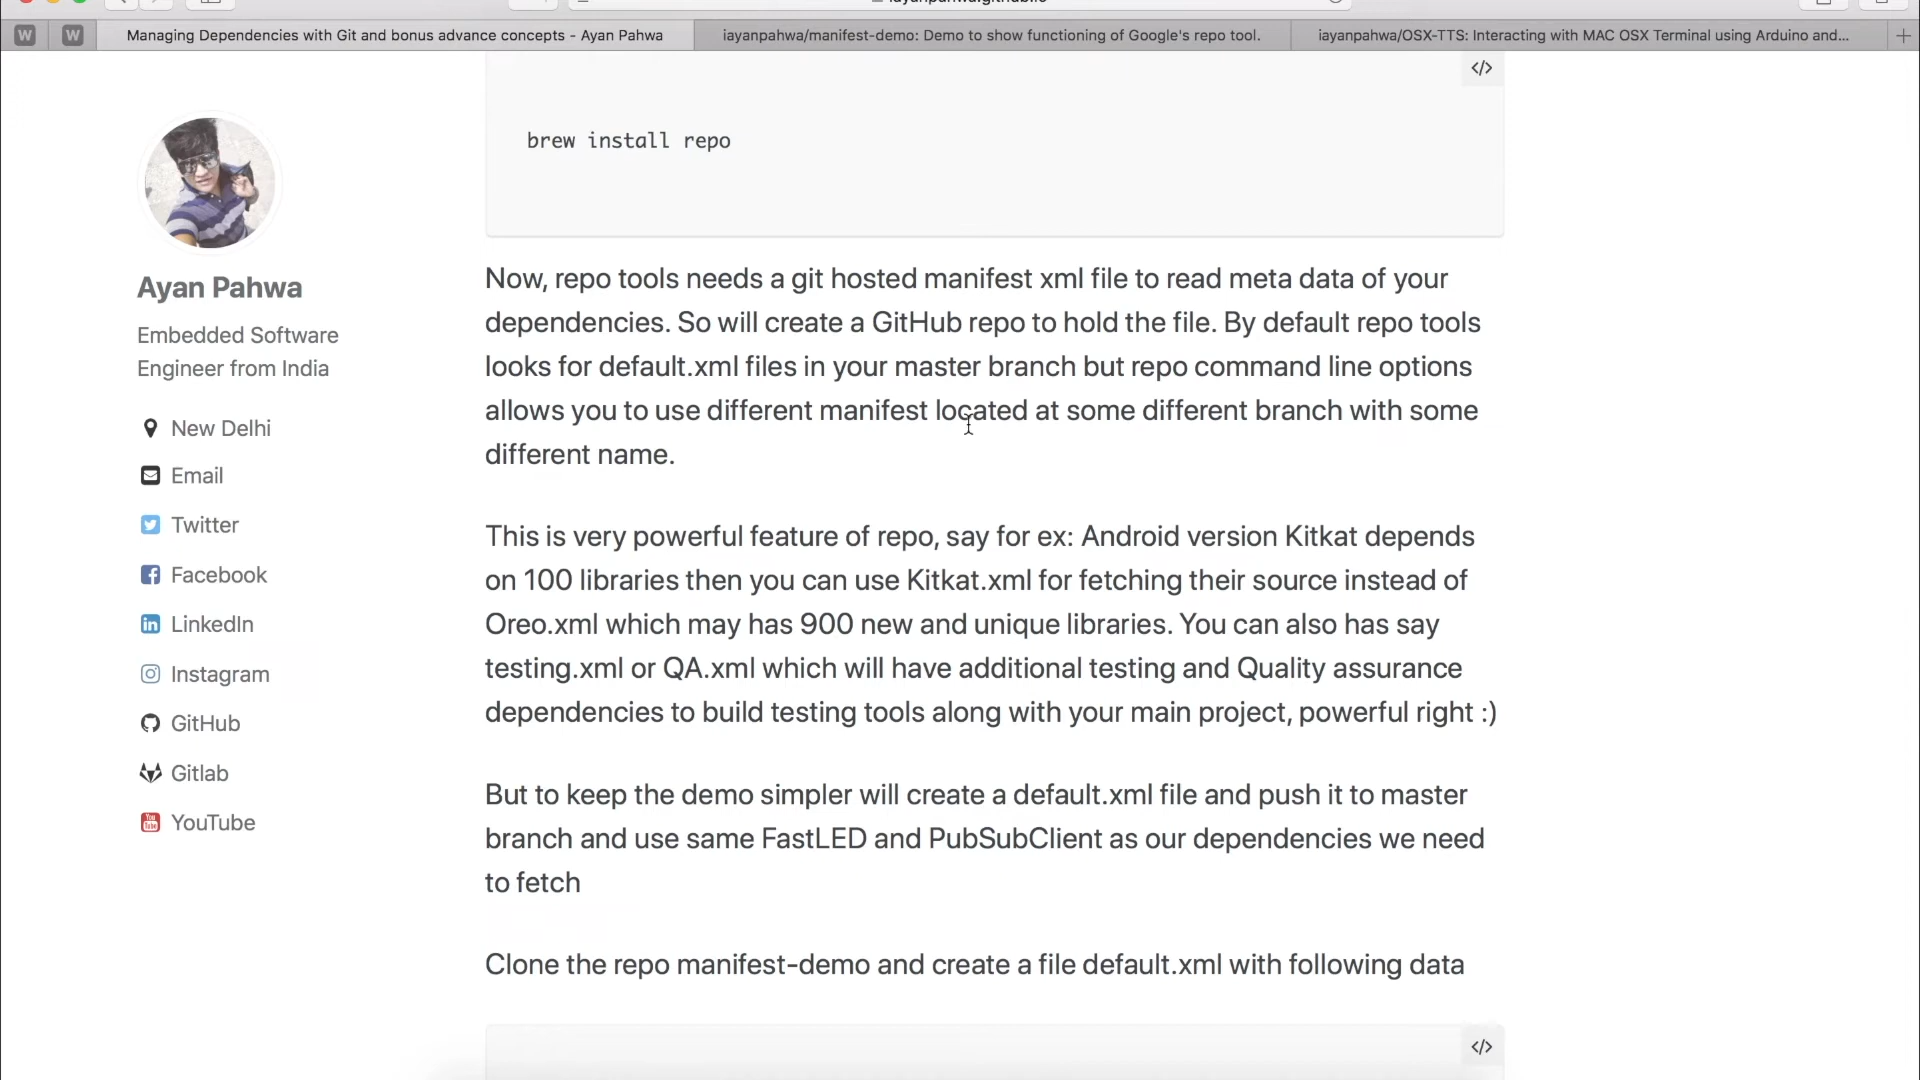 W
W
Managing Dependencies with Git and bonus advance concepts - Ayan Pahwa
iayanpahwa/manifest-demo: Demo to show functioning of Google's repo tool.
iayanpahwa/OSX-TTS: Interacting with MAC OSX Terminal using Arduino and...
</>
brew install repo
Ayan Pahwa
Embedded Software
Engineer from India
New Delhi
Email
Twitter
Facebook
LinkedIn
Instagram
GitHub
Gitlab
YouTube
Now, repo tools needs a git hosted manifest xml file to read meta data of your
dependencies. So will create a GitHub repo to hold the file. By default repo tools
looks for default.xml files in your master branch but repo command line options
allows you to use different manifest located at some different branch with some
different name.
This is very powerful feature of repo, say for ex: Android version Kitkat depends
on 100 libraries then you can use Kitkat.xml for fetching their source instead of
Oreo.xml which may has 900 new and unique libraries. You can also has say
testing.xml or QA.xml which will have additional testing and Quality assurance
dependencies to build testing tools along with your main project, powerful right :)
But to keep the demo simpler will create a default.xml file and push it to master
branch and use same FastLED and PubSubClient as our dependencies we need
to fetch
Clone the repo manifest-demo and create a file default.xml with following data
</>